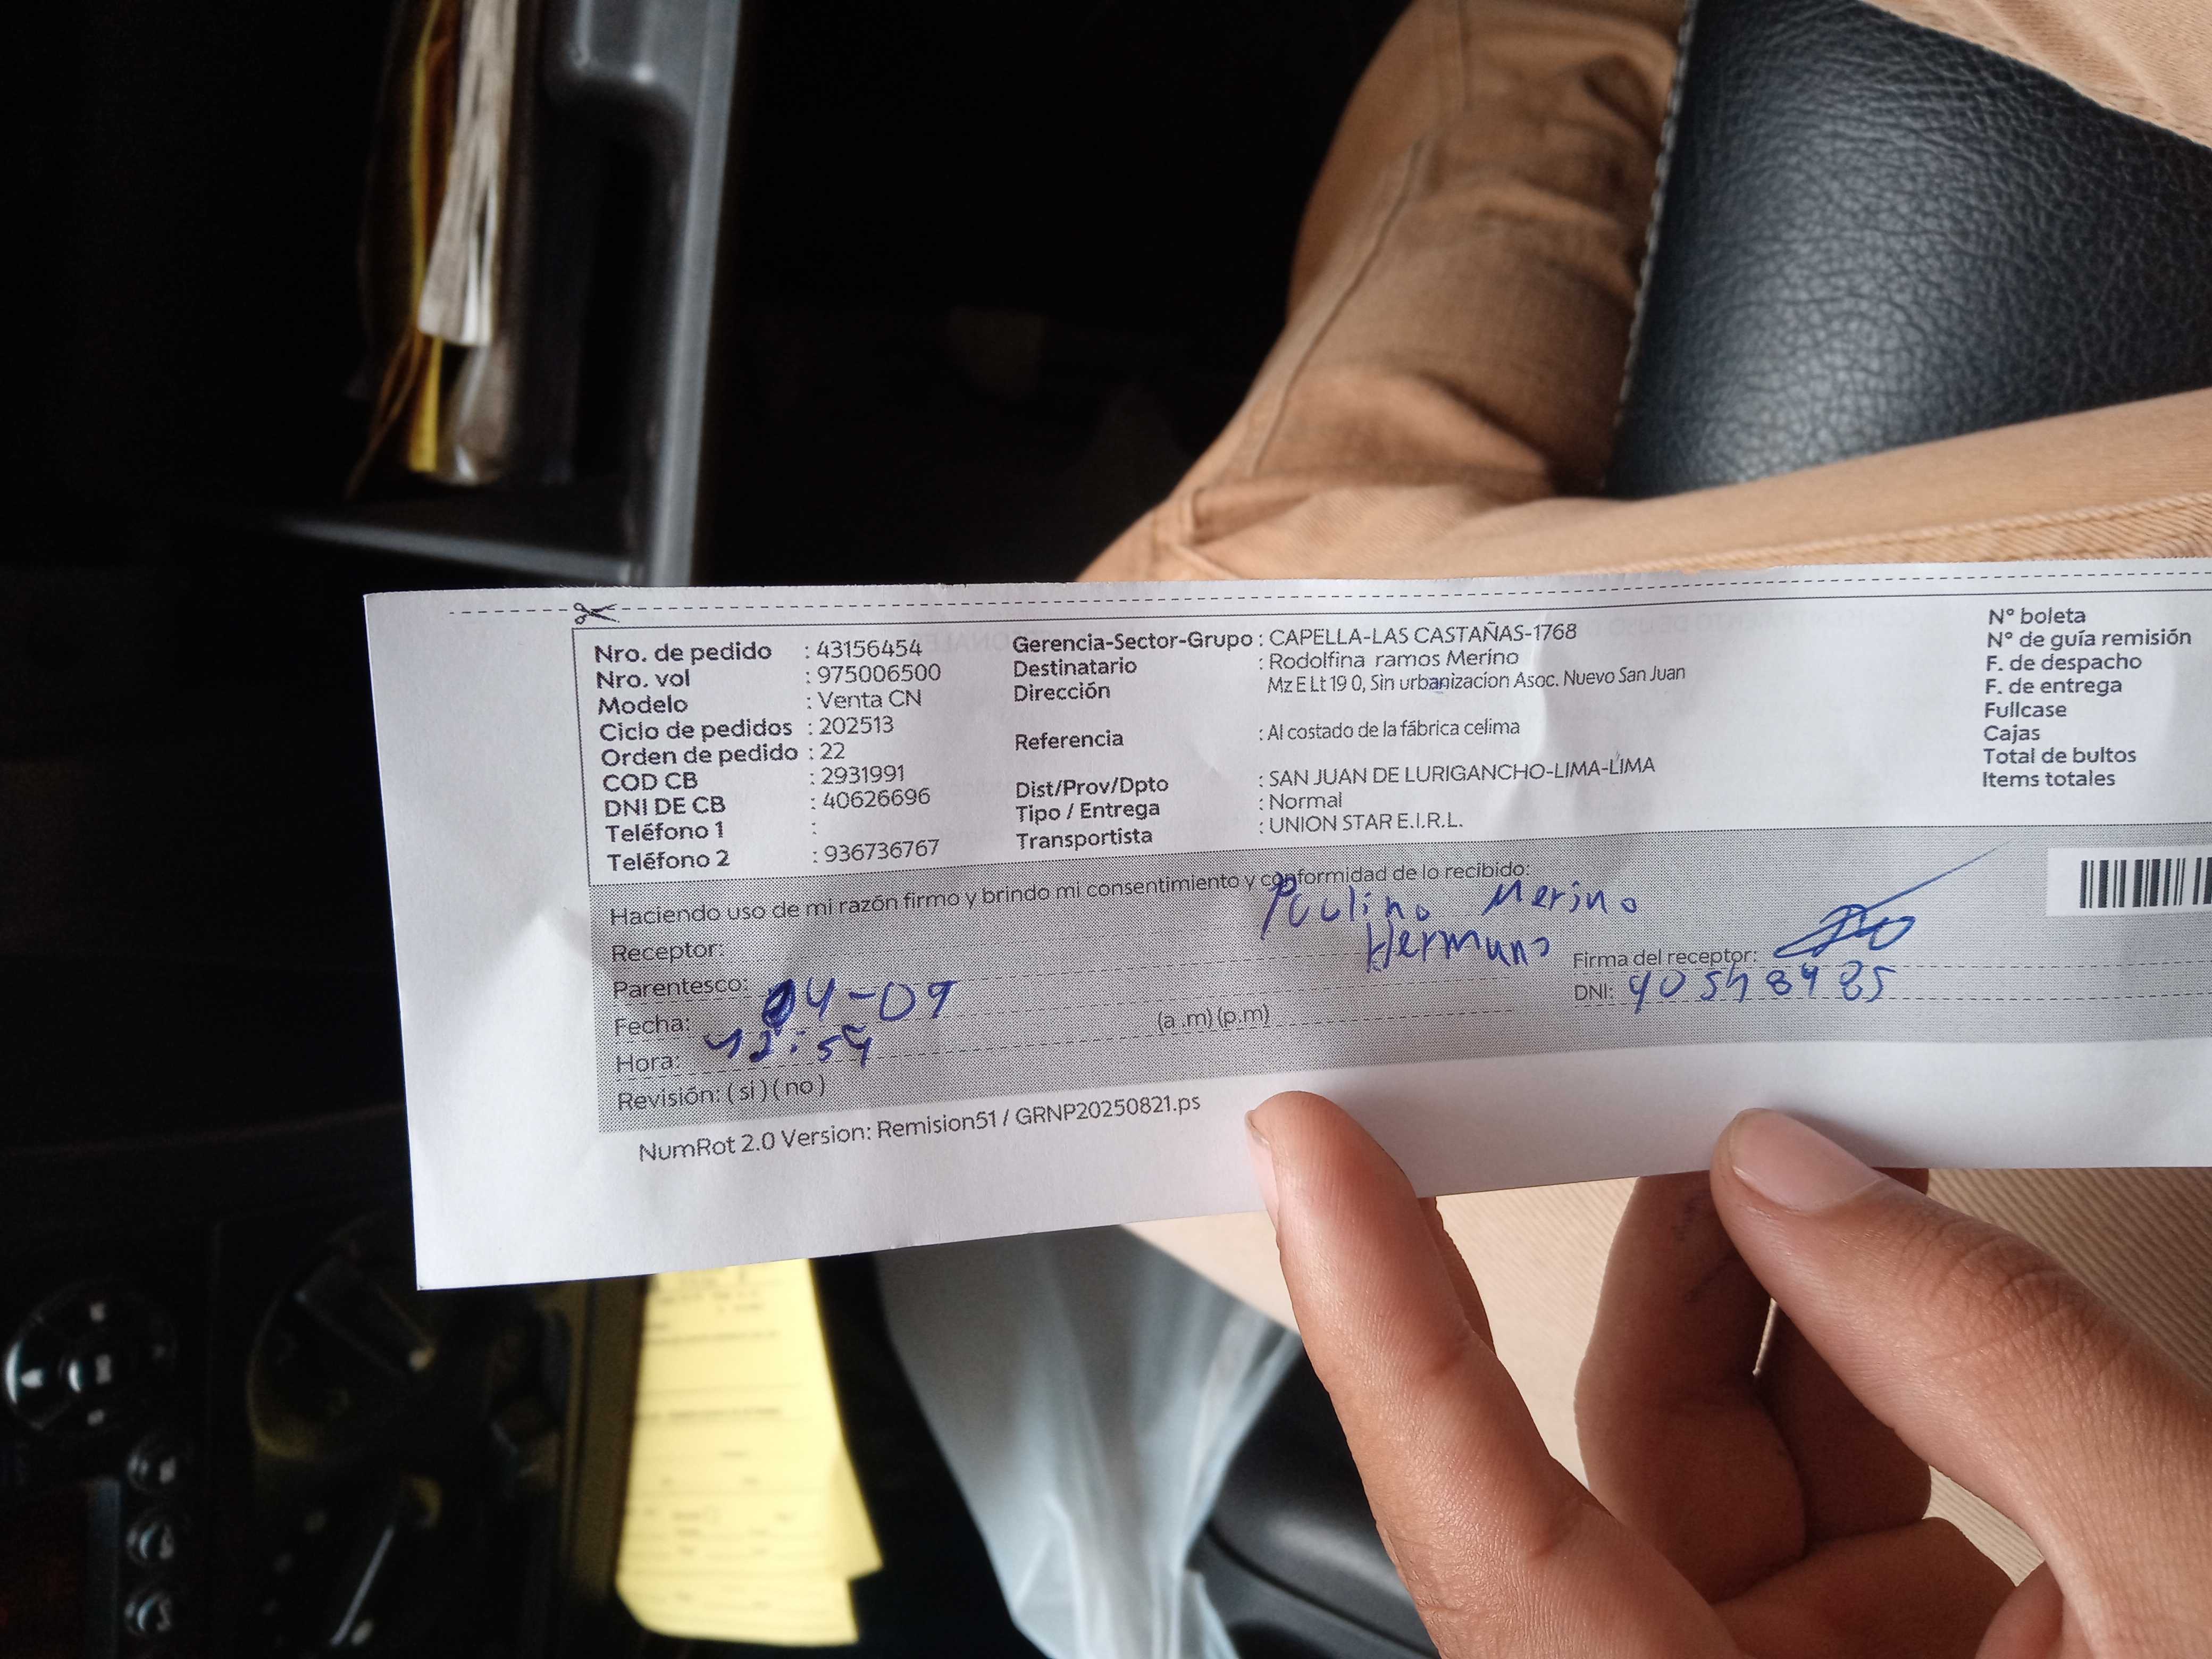 Nro. de pedido : 43156454
Nro. vol : 975006500
Modelo : Venta CN
Ciclo de pedidos : 202513
Orden de pedido : 22
COD CB : 2931991
DNI DE CB : 40626696
Teléfono 1 :
Teléfono 2 : 936736767
Gerencia-Sector-Grupo : CAPELLA-LAS CASTAÑAS-1768
Destinatario : Rodolfina ramos Merino
Dirección Mz E Lt 19 0, Sin urbanizacion Asoc. Nuevo San Juan
Referencia : Al costado de la fábrica celima
Dist/Prov/Dpto : SAN JUAN DE LURIGANCHO-LIMA-LIMA
Tipo / Entrega : Normal
Transportista : UNION STAR E.I.R.L.
N° boleta
N° de guía remisión
F. de despacho
F. de entrega
Fullcase
Cajas
Total de bultos
Items totales
Haciendo uso de mi razón firmo y brindo mi consentimiento y conformidad de lo recibido:
Receptor: Paulino Merino
Parentesco: Hermano
Firma del receptor:
Fecha: 04-09
DNI: 40548485
Hora: 12:54 (a .m) (p.m)
Revisión: ( si ) ( no )
NumRot 2.0 Version: Remision51 / GRNP20250821.ps